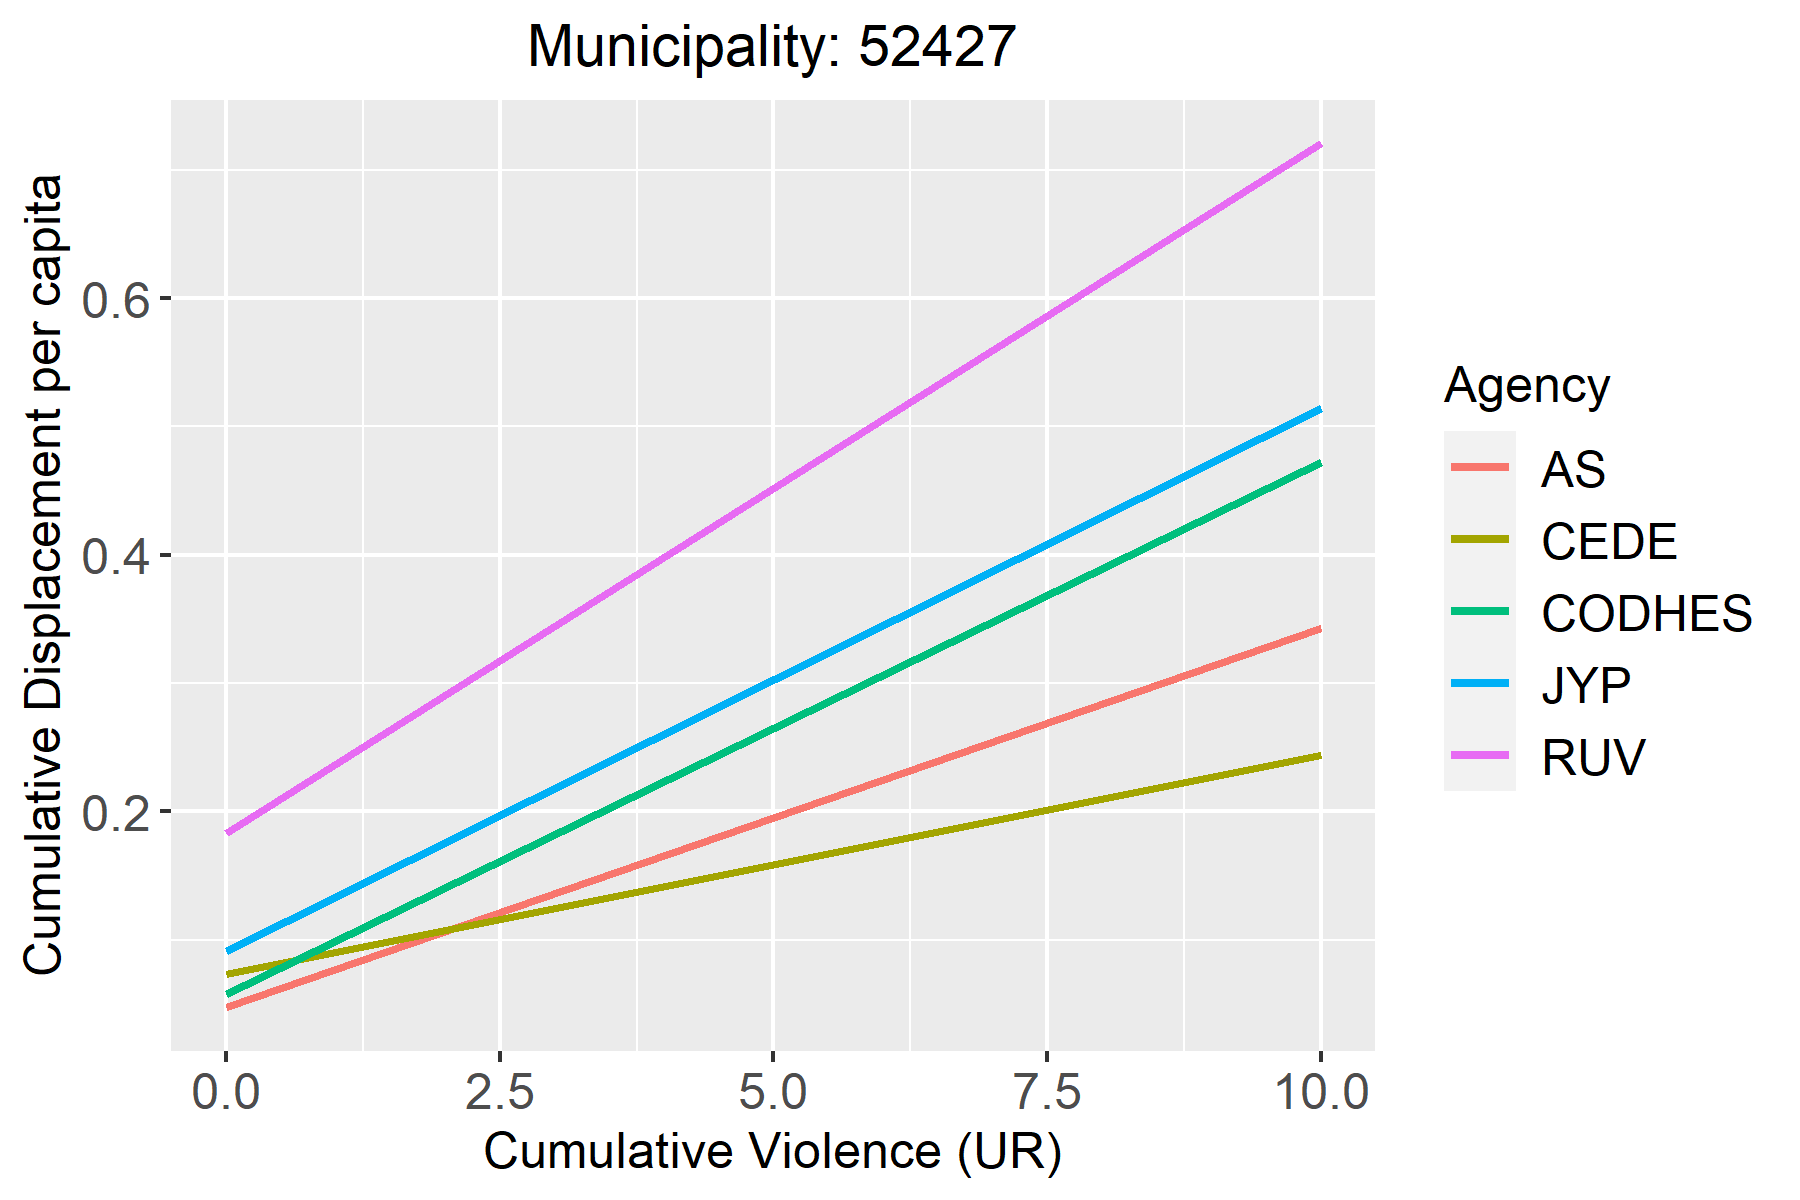 Municipality: 52427
Cumulative Displacement per capita
0.6
0.4
0.2
0.0 2.5 5.0 7.5 10.0
Cumulative Violence (UR)
Agency
AS
CEDE
CODHES
JYP
RUV